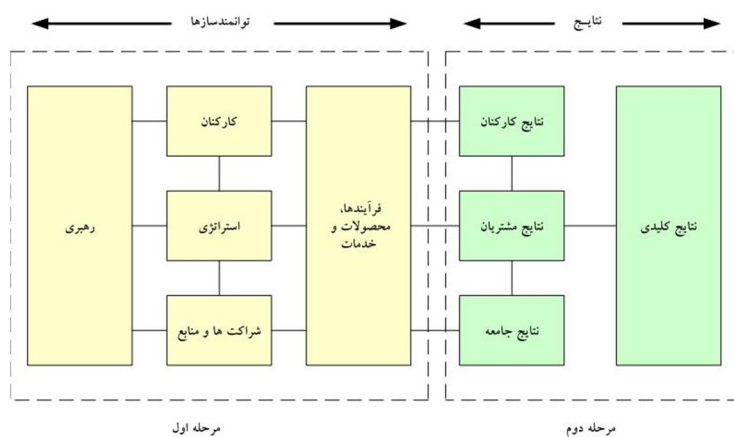 توانمندسازها
نتایـج
رهبری
کارکنان
استراتژی
شراکت ها و منابع
فرآیندها،
محصولات و
خدمات
نتایج کارکنان
نتایج مشتریان
نتایج جامعه
نتایج کلیدی
مرحله اول
مرحله دوم